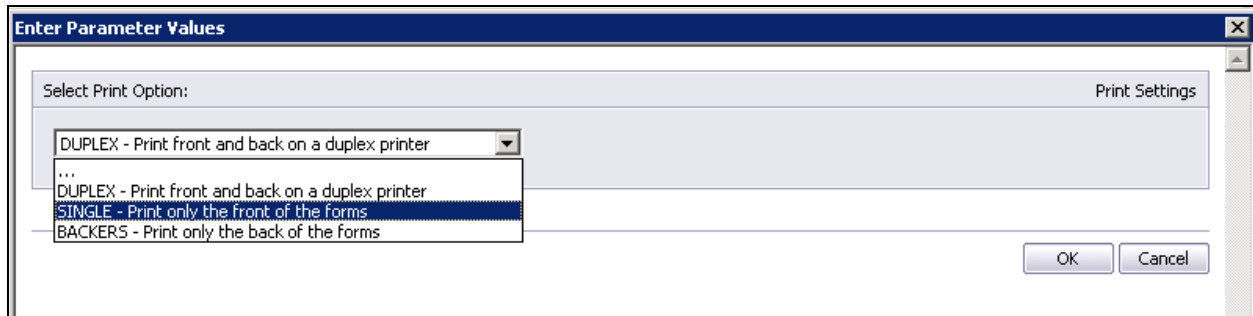 Enter Parameter Values
Select Print Option: Print Settings
DUPLEX - Print front and back on a duplex printer
...
DUPLEX - Print front and back on a duplex printer
SINGLE - Print only the front of the forms
BACKERS - Print only the back of the forms
OK Cancel